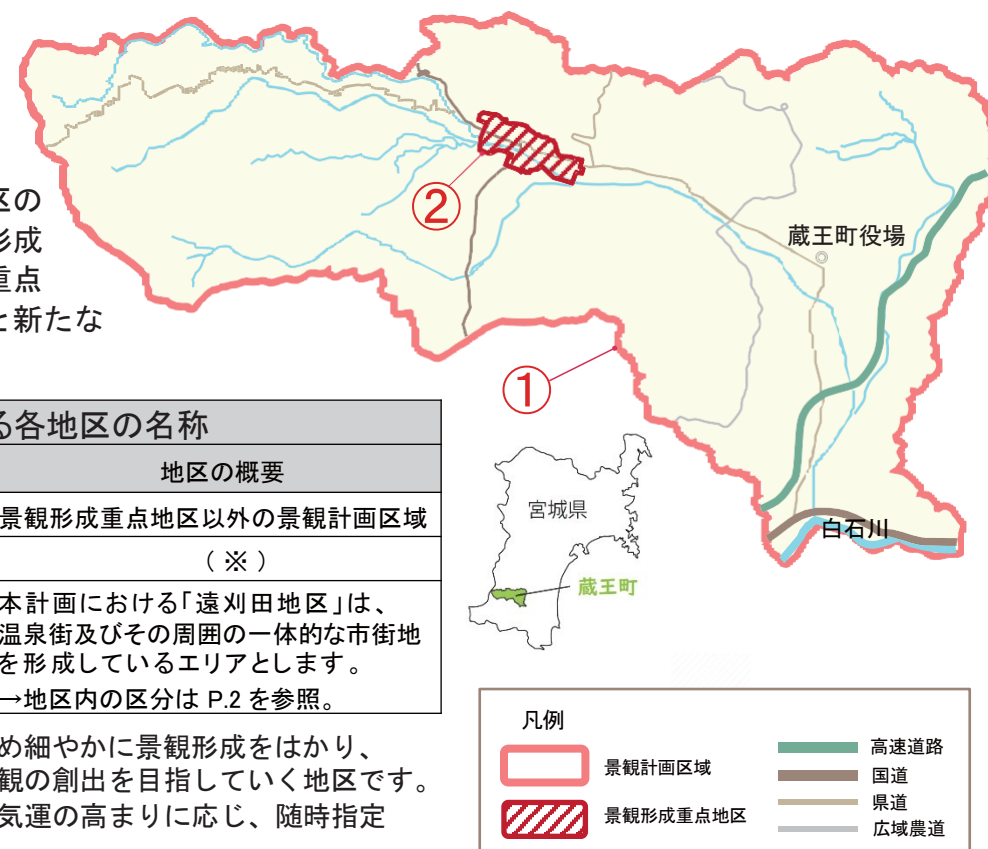 区の
形成
重点
と新たな
②
蔵王町役場
①
白石川
る各地区の名称
地区の概要
景観形成重点地区以外の景観計画区域
(※)
本計画における「遠刈田地区」は、
温泉街及びその周囲の一体的な市街地
を形成しているエリアとします。
→地区内の区分は P.2 を参照。
め細やかに景観形成をはかり、
観の創出を目指していく地区です。
気運の高まりに応じ、随時指定
宮城県
蔵王町
凡例
景観計画区域
景観形成重点地区
高速道路
国道
県道
広域農道